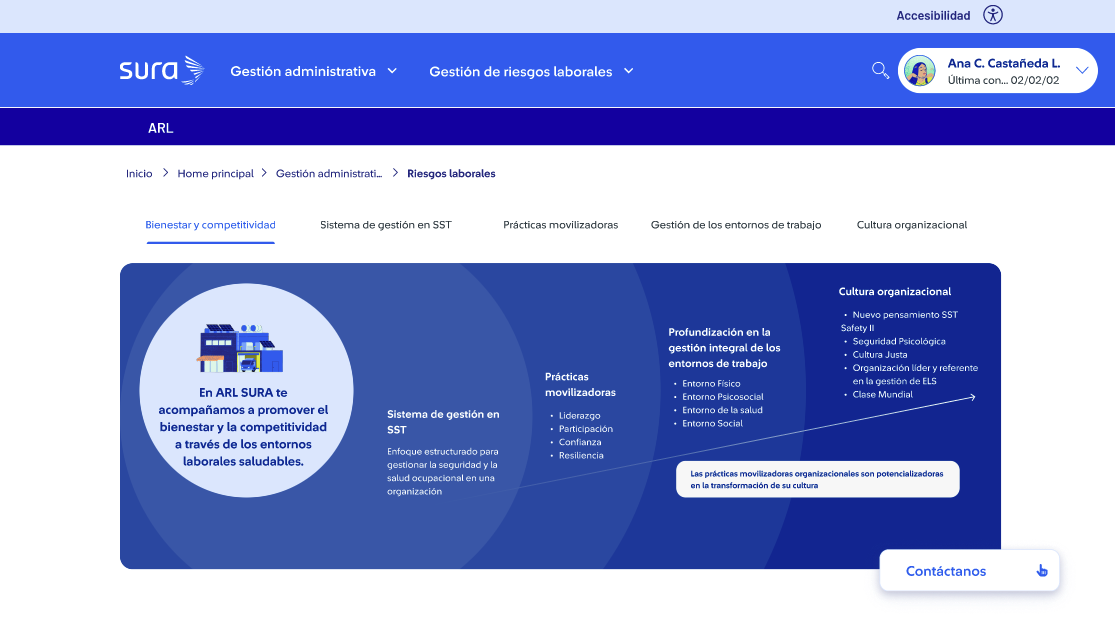 Accesibilidad
sura
Gestión administrativa
Gestión de riesgos laborales
Ana C. Castañeda L.
Última con... 02/02/02
ARL
Inicio > Home principal > Gestión administrati... > Riesgos laborales
Bienestar y competitividad
Sistema de gestión en SST
Prácticas movilizadoras
Gestión de los entornos de trabajo
Cultura organizacional
En ARL SURA te
acompañamos a promover el
bienestar y la competitividad
a través de los entornos
laborales saludables.
Sistema de gestión en
SST
Enfoque estructurado para
gestionar la seguridad y la
salud ocupacional en una
organización
Prácticas
movilizadoras
• Liderazgo
• Participación
• Confianza
• Resiliencia
Profundización en la
gestión integral de los
entornos de trabajo
• Entorno Físico
• Entorno Psicosocial
• Entorno de la salud
• Entorno Social
Cultura organizacional
• Nuevo pensamiento SST
Safety II
• Seguridad Psicológica
• Cultura Justa
• Organización líder y referente
en la gestión de ELS
• Clase Mundial
Las prácticas movilizadoras organizacionales son potencializadoras
en la transformación de su cultura
Contáctanos